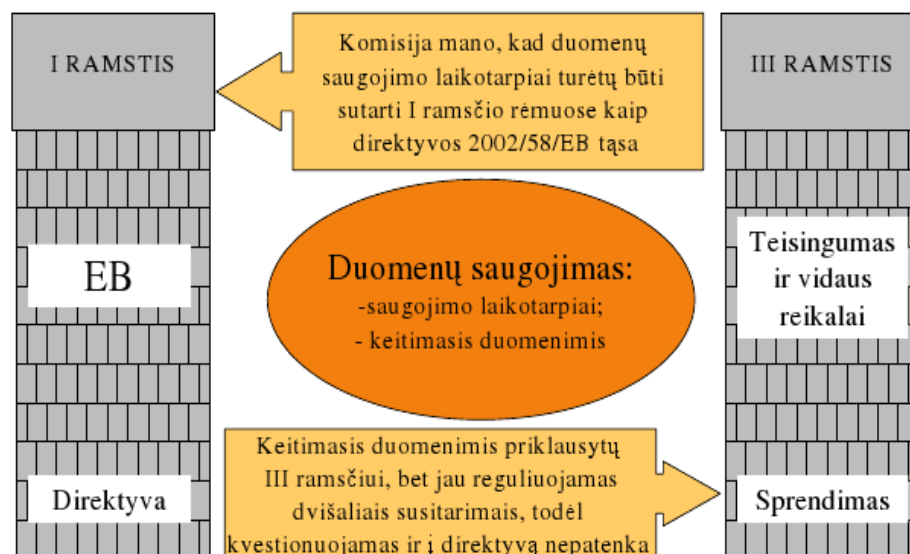 I RAMSTIS
Komisija mano, kad duomenų
saugojimo laikotarpiai turėtų būti
sutarti I ramsčio rėmuose kaip
direktyvos 2002/58/EB tąsa
III RAMSTIS
EB
Duomenų saugojimas:
-saugojimo laikotarpiai;
- keitimasis duomenimis
Teisingumas
ir vidaus
reikalai
Direktyva
Keitimasis duomenimis priklausytų
III ramsčiui, bet jau reguliuojamas
dvišaliais susitarimais, todėl
kvestionuojamas ir į direktyvą nepatenka
Sprendimas